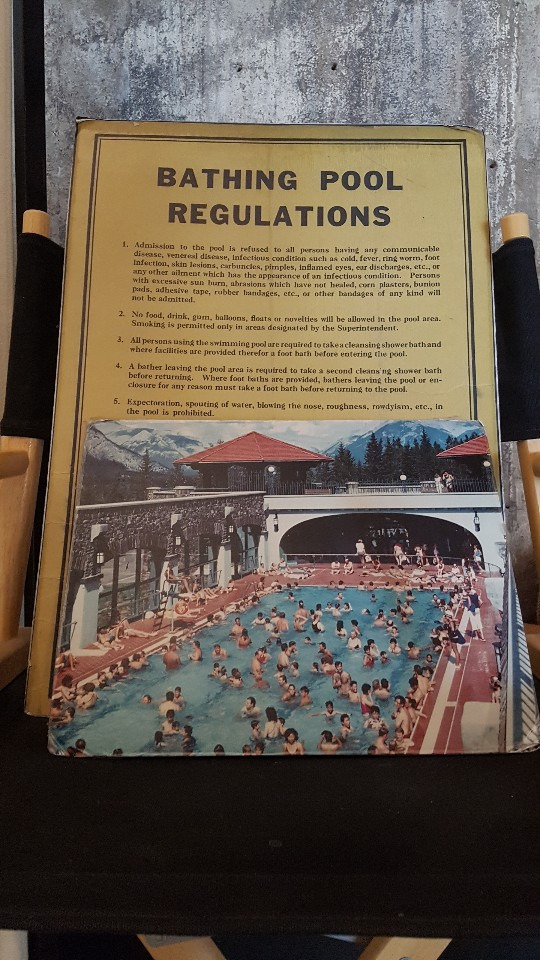 BATHING POOL
REGULATIONS
1. Admission to the pool is refused to all persons having any communicable
disease, venereal disease, infectious condition such as cold, fever, ring worm, foot
infection, skin lesions, carbuncles, pimples, inflamed eyes, ear discharges, etc., or
any other ailment which has the appearance of an infectious condition. Persons
with excessive sun burn, abrasions which have not healed, corn plasters, bunion
pads, adhesive tape, rubber bandages, etc., or other bandages of any kind will
not be admitted.
2. No food, drink, gum, balloons, floats or novelties will be allowed in the pool area.
Smoking is permitted only in areas designated by the Superintendent.
3. All persons using the swimming pool are required to take a cleansing shower bath and
where facilities are provided therefor a foot bath before entering the pool.
4. A bather leaving the pool area is required to take a second cleansing shower bath
before returning. Where foot baths are provided, bathers leaving the pool or en-
closure for any reason must take a foot bath before returning to the pool.
5. Expectoration, spouting of water, blowing the nose, roughness, rowdyism, etc., in
the pool is prohibited.